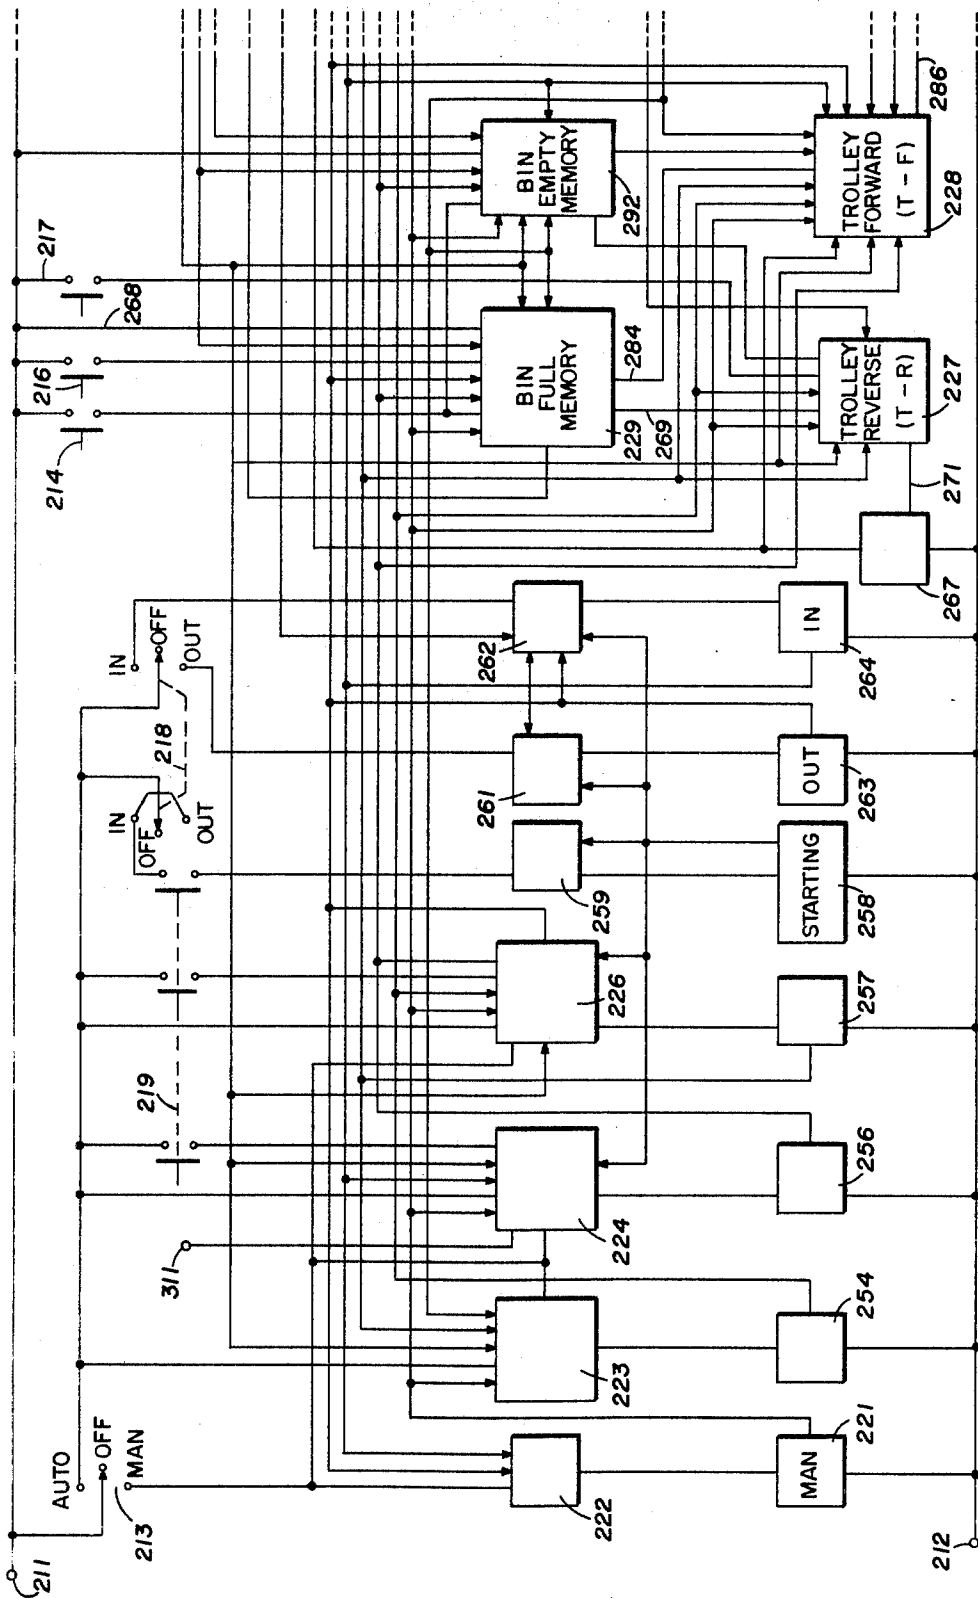 211
AUTO
OFF
MAN
213
311
219
IN
OFF
OUT
218
IN
OFF
OUT
214
216
268
217
222
223
224
226
259
261
262
BIN
FULL
MEMORY
229
284
269
BIN
EMPTY
MEMORY
292
MAN
221
254
256
257
STARTING
258
OUT
263
IN
264
267
271
TROLLEY
REVERSE
(T-R)
227
TROLLEY
FORWARD
(T-F)
228
286
212